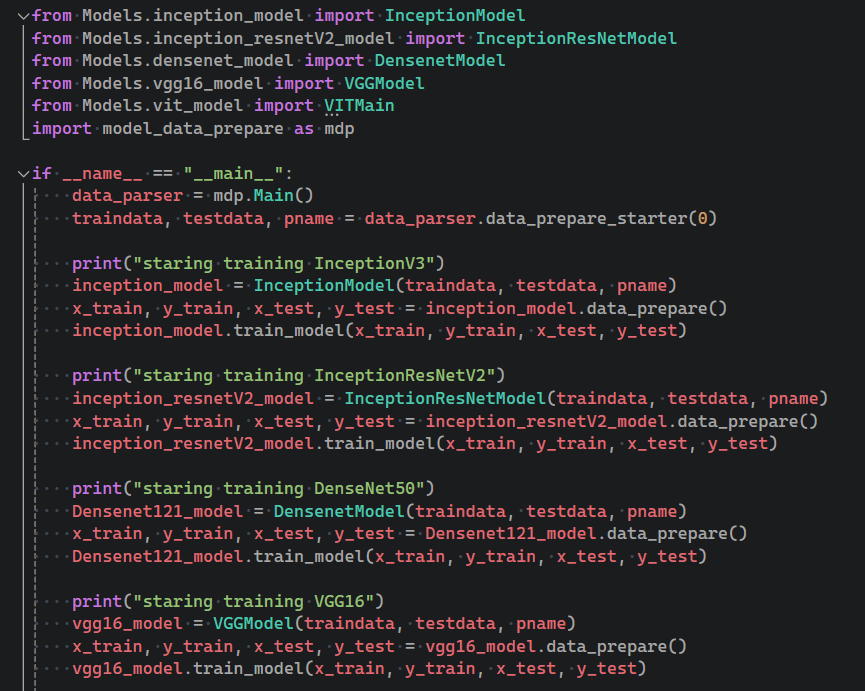 from Models.inception_model import InceptionModel
from Models.inception_resnetV2_model import InceptionResNetModel
from Models.densenet_model import DensenetModel
from Models.vgg16_model import VGGModel
from Models.vit_model import VITMain
import model_data_prepare as mdp
if __name__ == "__main__":
data_parser = mdp.Main()
traindata, testdata, pname = data_parser.data_prepare_starter(0)
print("staring training InceptionV3")
inception_model = InceptionModel(traindata, testdata, pname)
x_train, y_train, x_test, y_test = inception_model.data_prepare()
inception_model.train_model(x_train, y_train, x_test, y_test)
print("staring training InceptionResNetV2")
inception_resnetV2_model = InceptionResNetModel(traindata, testdata, pname)
x_train, y_train, x_test, y_test = inception_resnetV2_model.data_prepare()
inception_resnetV2_model.train_model(x_train, y_train, x_test, y_test)
print("staring training DenseNet50")
Densenet121_model = DensenetModel(traindata, testdata, pname)
x_train, y_train, x_test, y_test = Densenet121_model.data_prepare()
Densenet121_model.train_model(x_train, y_train, x_test, y_test)
print("staring training VGG16")
vgg16_model = VGGModel(traindata, testdata, pname)
x_train, y_train, x_test, y_test = vgg16_model.data_prepare()
vgg16_model.train_model(x_train, y_train, x_test, y_test)